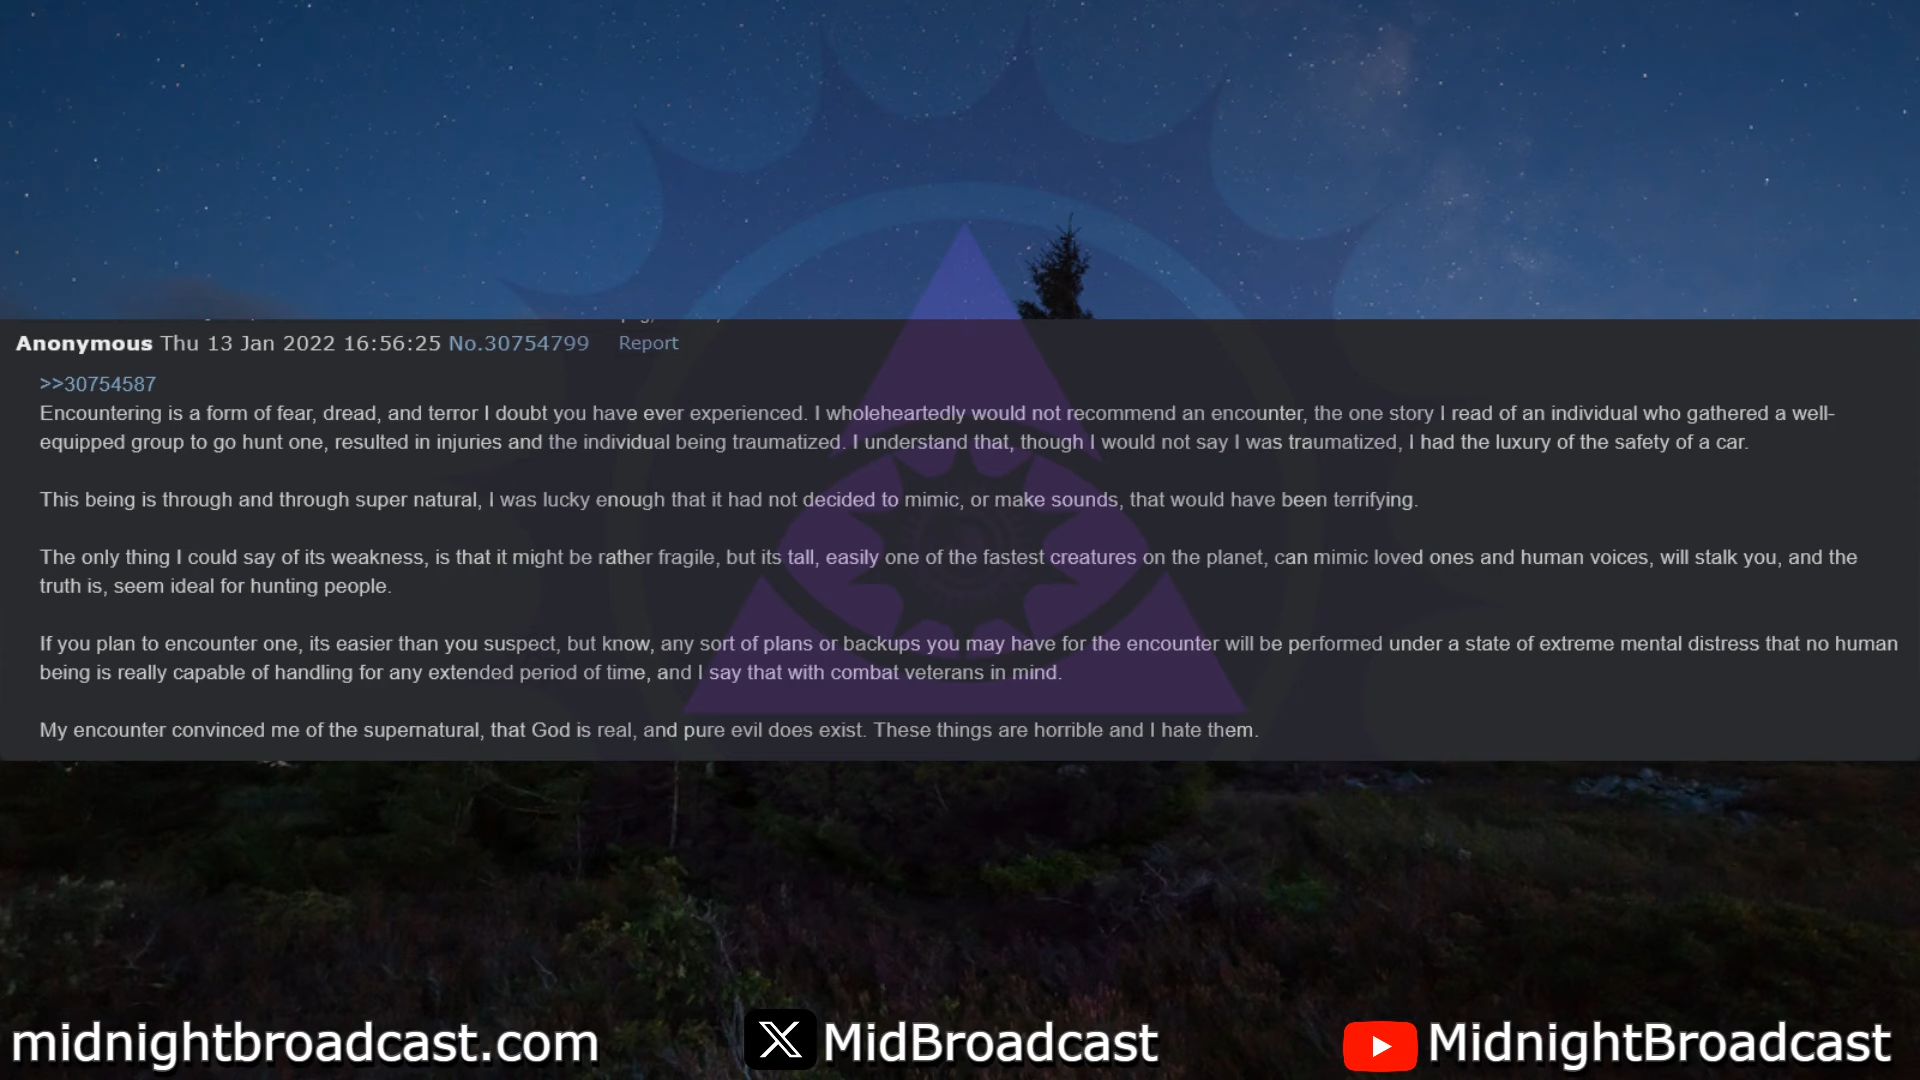 Anonymous Thu 13 Jan 2022 16:56:25 No.30754799 Report
>>30754587
Encountering is a form of fear, dread, and terror I doubt you have ever experienced. I wholeheartedly would not recommend an encounter, the one story I read of an individual who gathered a well-
equipped group to go hunt one, resulted in injuries and the individual being traumatized. I understand that, though I would not say I was traumatized, I had the luxury of the safety of a car.
This being is through and through super natural, I was lucky enough that it had not decided to mimic, or make sounds, that would have been terrifying.
The only thing I could say of its weakness, is that it might be rather fragile, but its tall, easily one of the fastest creatures on the planet, can mimic loved ones and human voices, will stalk you, and the
truth is, seem ideal for hunting people.
If you plan to encounter one, its easier than you suspect, but know, any sort of plans or backups you may have for the encounter will be performed under a state of extreme mental distress that no human
being is really capable of handling for any extended period of time, and I say that with combat veterans in mind.
My encounter convinced me of the supernatural, that God is real, and pure evil does exist. These things are horrible and I hate them.
midnightbroadcast.com MidBroadcast MidnightBroadcast